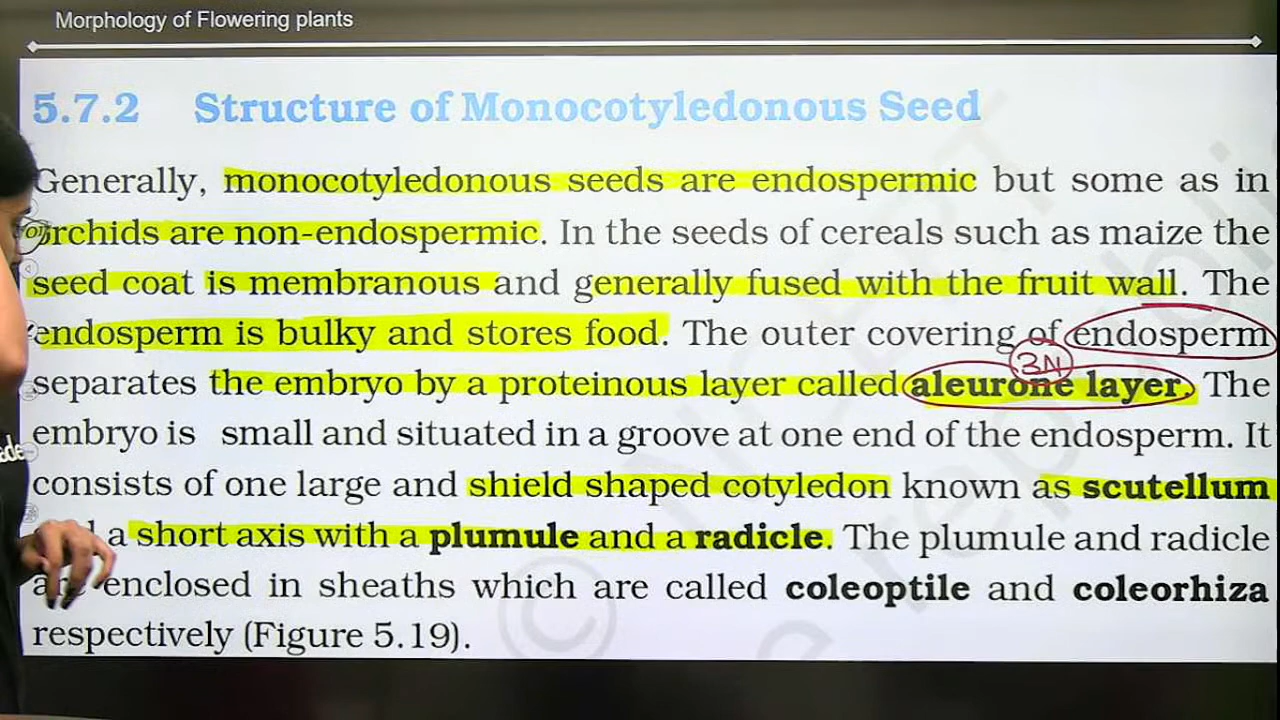 Morphology of Flowering plants
5.7.2 Structure of Monocotyledonous Seed
Generally, monocotyledonous seeds are endospermic but some as in
orchids are non-endospermic. In the seeds of cereals such as maize the
seed coat is membranous and generally fused with the fruit wall. The
endosperm is bulky and stores food. The outer covering of endosperm
3N
separates the embryo by a proteinous layer called aleurone layer. The
embryo is small and situated in a groove at one end of the endosperm. It
consists of one large and shield shaped cotyledon known as scutellum
a short axis with a plumule and a radicle. The plumule and radicle
are enclosed in sheaths which are called coleoptile and coleorhiza
respectively (Figure 5.19).